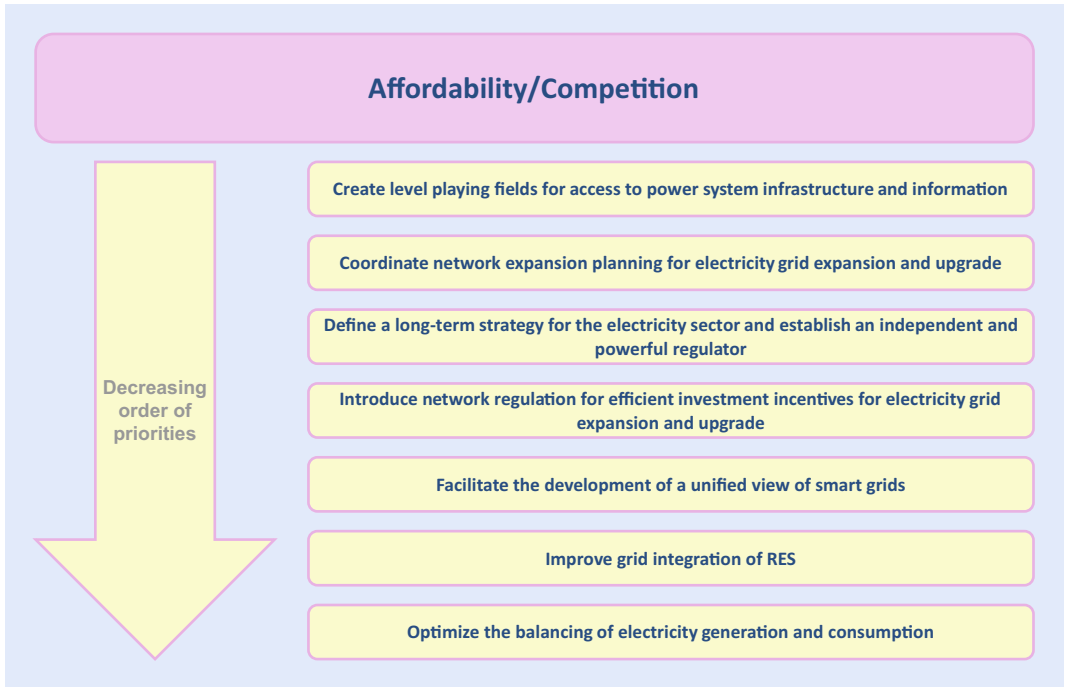 Affordability/Competition
Create level playing fields for access to power system infrastructure and information
Coordinate network expansion planning for electricity grid expansion and upgrade
Define a long-term strategy for the electricity sector and establish an independent and
powerful regulator
Decreasing
order of
priorities
Introduce network regulation for efficient investment incentives for electricity grid
expansion and upgrade
Facilitate the development of a unified view of smart grids
Improve grid integration of RES
Optimize the balancing of electricity generation and consumption